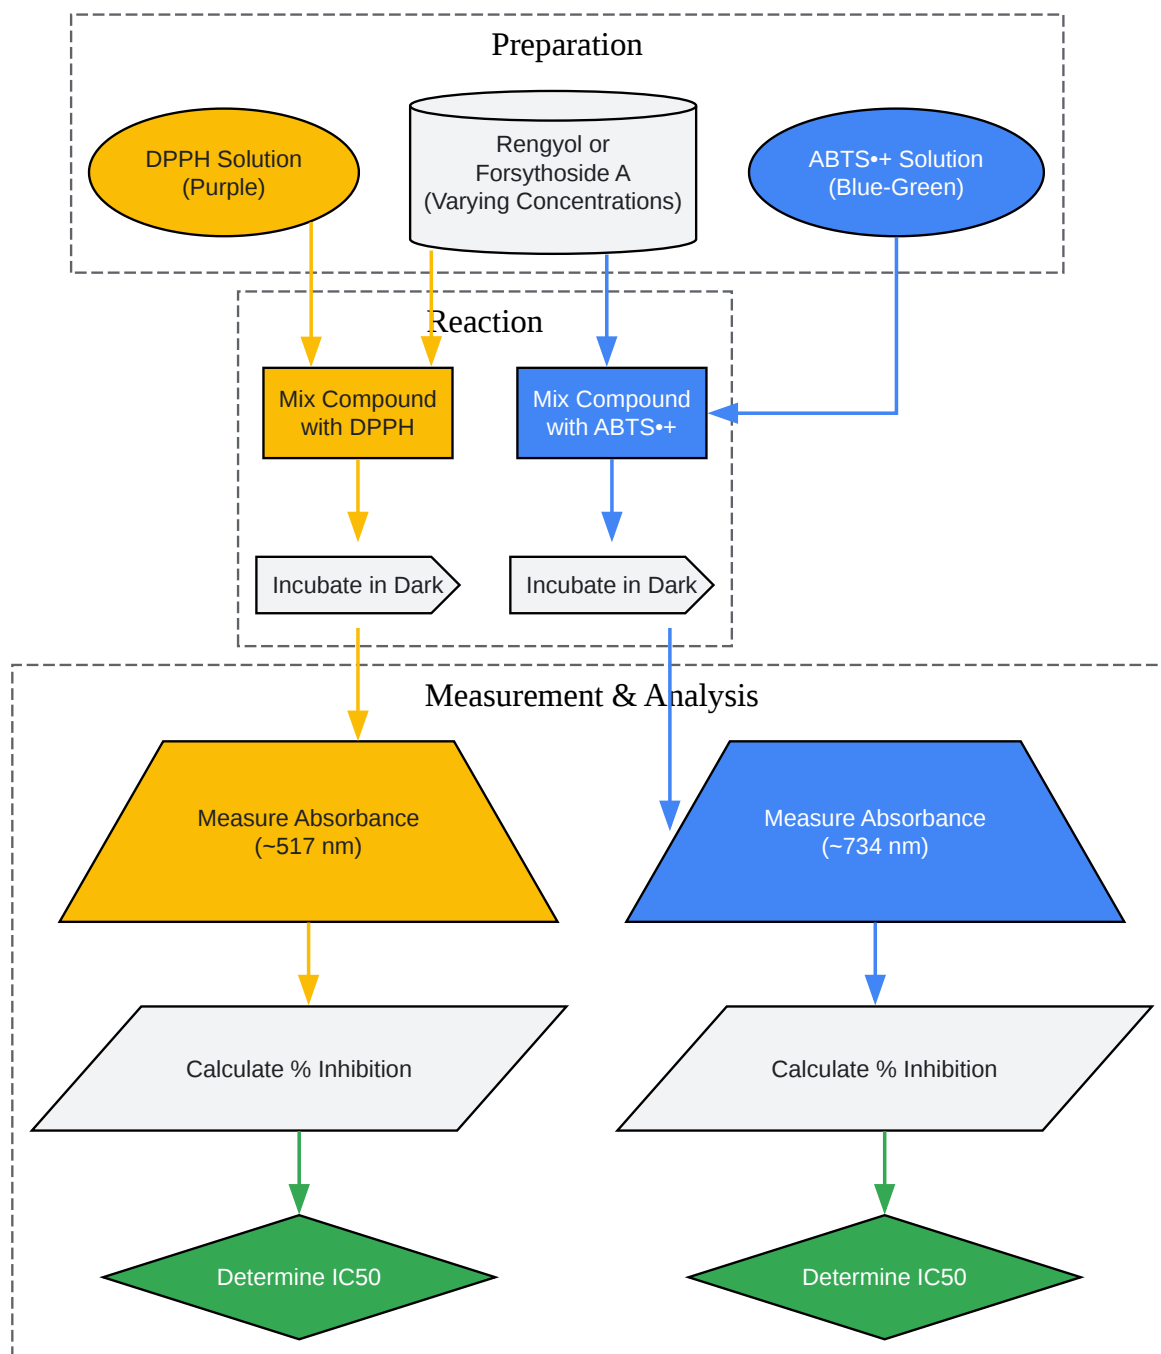 Preparation
DPPH Solution
(Purple)
Rengyol or
Forsythoside A
(Varying Concentrations)
ABTS•+ Solution
(Blue-Green)
Reaction
Mix Compound
with DPPH
Mix Compound
with ABTS•+
Incubate in Dark
Incubate in Dark
Measurement & Analysis
Measure Absorbance
(~517 nm)
Measure Absorbance
(~734 nm)
Calculate % Inhibition
Calculate % Inhibition
Determine IC50
Determine IC50